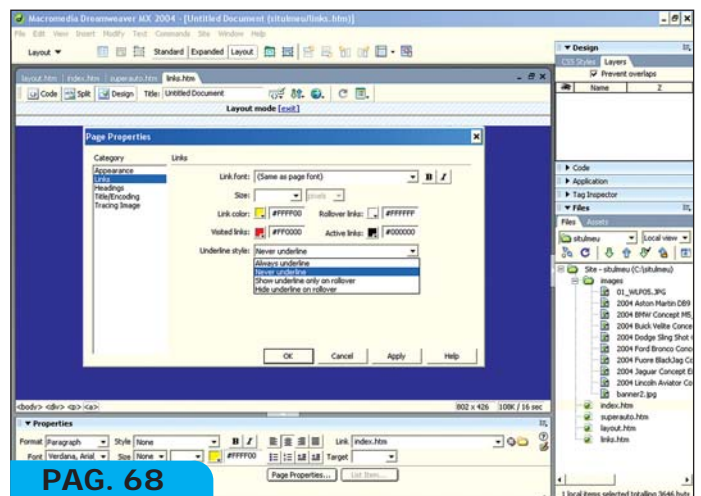 Macromedia Dreamweaver MX 2004 - [Untitled Document (situlmeu/links.htm)]
File Edit View Insert Modify Text Commands Site Window Help
Layout Standard Expanded Layout
layout.htm index.htm superauto.htm links.htm
Code Split Design Title: Untitled Document
Layout mode [exit]
Page Properties
Category Links
Appearance
Links
Headings
Title/Encoding
Tracing Image
Link font: (Same as page font) B I
Size: pixels
Link color: #FFFF00 Rollover links: #FFFFFF
Visited links: #FF0000 Active links: #000000
Underline style: Never underline
Always underline
Never underline
Show underline only on rollover
Hide underline on rollover
OK Cancel Apply Help
<body> <div> <p> <a> 802 x 426 108K / 16 sec
Properties
Format Paragraph Style None B I Link index.htm
Font Verdana, Arial Size None #FFFF00 Target
Page Properties... List Item...
PAG. 68
Design
CSS Styles Layers
Prevent overlaps
Name Z
Code
Application
Tag Inspector
Files
Files Assets
situlmeu Local view
Site - situlmeu (C:\situlmeu)
images
01_WLP05.JPG
2004 Aston Martin DB9
2004 BMW Concept M5_
2004 Buick Velite Conce
2004 Dodge Sling Shot
2004 Ford Bronco Conc
2004 Fuore BlackJag Co
2004 Jaguar Concept
2004 Lincoln Aviator Co
banner2.jpg
index.htm
superauto.htm
layout.htm
links.htm
1 local items selected totalling 3646 byte